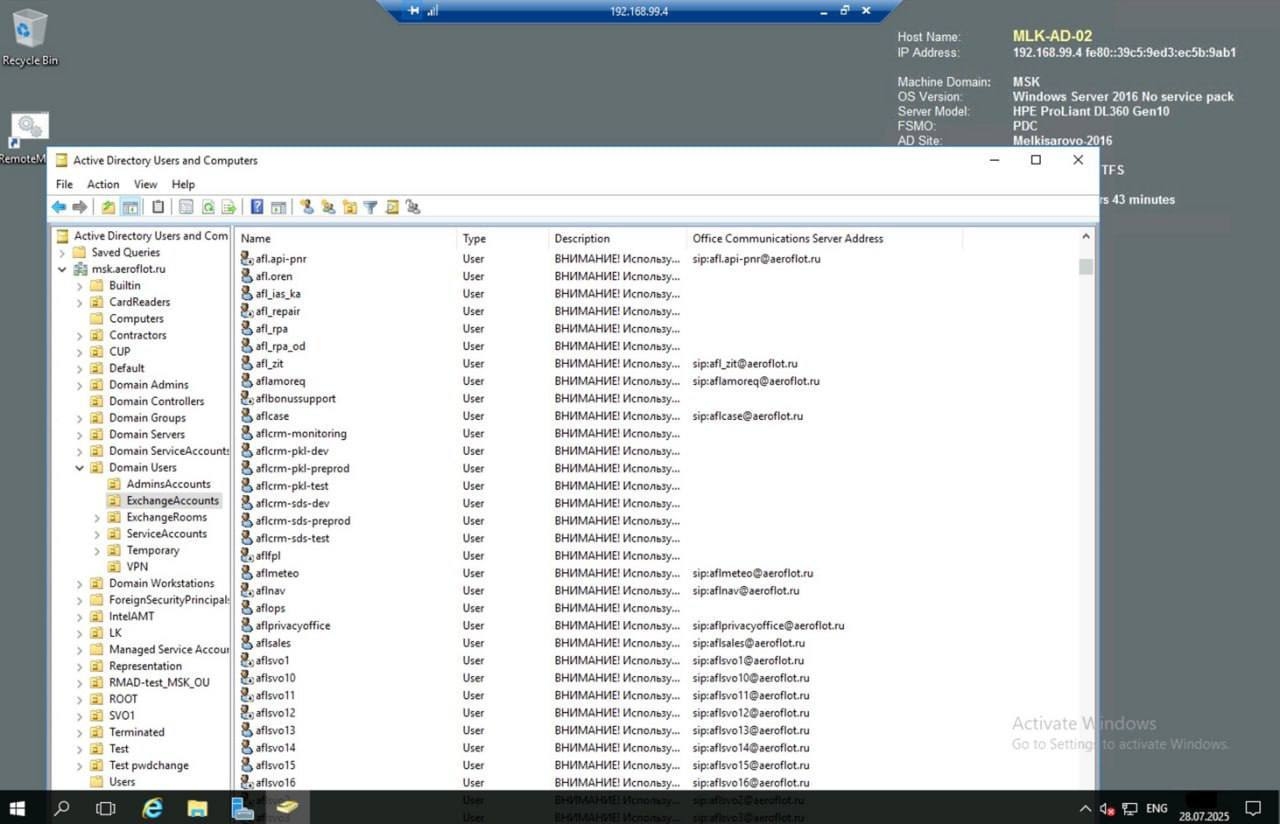 192.168.99.4
Recycle Bin
Host Name: MLK-AD-02
IP Address: 192.168.99.4 fe80::39c5:9ed3:ec5b:9ab1
Machine Domain: MSK
OS Version: Windows Server 2016 No service pack
Server Model: HPE ProLiant DL360 Gen10
FSMO: PDC
AD Site: Melkisarovo-2016
TFS
rs 43 minutes
RemoteM
Active Directory Users and Computers
File Action View Help
Active Directory Users and Com
Saved Queries
msk.aeroflot.ru
Builtin
CardReaders
Computers
Contractors
CUP
Default
Domain Admins
Domain Controllers
Domain Groups
Domain Servers
Domain ServiceAccounts
Domain Users
AdminsAccounts
ExchangeAccounts
ExchangeRooms
ServiceAccounts
Temporary
VPN
Domain Workstations
ForeignSecurityPrincipals
IntelAMT
LK
Managed Service Accour
Representation
RMAD-test_MSK_OU
ROOT
SVO1
Terminated
Test
Test pwdchange
Users
Name Type Description Office Communications Server Address
afl.api-pnr User ВНИМАНИЕ! Использу... sip:afl.api-pnr@aeroflot.ru
afl.oren User ВНИМАНИЕ! Использу...
afl_ias_ka User ВНИМАНИЕ! Использу...
afl_repair User ВНИМАНИЕ! Использу...
afl_rpa User ВНИМАНИЕ! Использу...
afl_rpa_od User ВНИМАНИЕ! Использу...
afl_zit User ВНИМАНИЕ! Использу... sip:afl_zit@aeroflot.ru
aflamoreq User ВНИМАНИЕ! Использу... sip:aflamoreq@aeroflot.ru
aflbonussupport User ВНИМАНИЕ! Использу...
aflcase User ВНИМАНИЕ! Использу... sip:aflcase@aeroflot.ru
aflcrm-monitoring User ВНИМАНИЕ! Использу...
aflcrm-pkl-dev User ВНИМАНИЕ! Использу...
aflcrm-pkl-preprod User ВНИМАНИЕ! Использу...
aflcrm-pkl-test User ВНИМАНИЕ! Использу...
aflcrm-sds-dev User ВНИМАНИЕ! Использу...
aflcrm-sds-preprod User ВНИМАНИЕ! Использу...
aflcrm-sds-test User ВНИМАНИЕ! Использу...
aflfpl User ВНИМАНИЕ! Использу...
aflmeteo User ВНИМАНИЕ! Использу... sip:aflmeteo@aeroflot.ru
aflnav User ВНИМАНИЕ! Использу... sip:aflnav@aeroflot.ru
aflops User ВНИМАНИЕ! Использу...
aflprivacyoffice User ВНИМАНИЕ! Использу... sip:aflprivacyoffice@aeroflot.ru
aflsales User ВНИМАНИЕ! Использу... sip:aflsales@aeroflot.ru
aflsvo1 User ВНИМАНИЕ! Использу... sip:aflsvo1@aeroflot.ru
aflsvo10 User ВНИМАНИЕ! Использу... sip:aflsvo10@aeroflot.ru
aflsvo11 User ВНИМАНИЕ! Использу... sip:aflsvo11@aeroflot.ru
aflsvo12 User ВНИМАНИЕ! Использу... sip:aflsvo12@aeroflot.ru
aflsvo13 User ВНИМАНИЕ! Использу... sip:aflsvo13@aeroflot.ru
aflsvo14 User ВНИМАНИЕ! Использу... sip:aflsvo14@aeroflot.ru
aflsvo15 User ВНИМАНИЕ! Использу... sip:aflsvo15@aeroflot.ru
aflsvo16 User ВНИМАНИЕ! Использу... sip:aflsvo16@aeroflot.ru
User ВНИМАНИЕ! Использу... sip:aflsvo2@aeroflot.ru
User ВНИМАНИЕ! Использу... sip:aflsvo3@aeroflot.ru
Activate Windows
Go to Settings to activate Windows.
ENG
28.07.2025